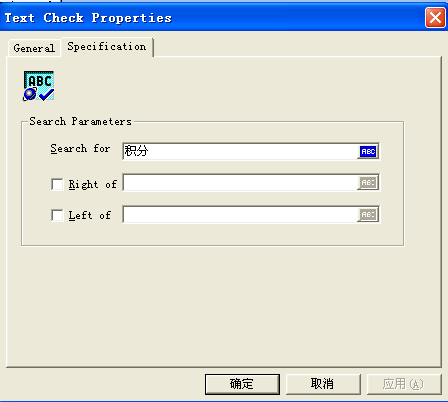 Text Check Properties
General Specification
ABC
Search Parameters
Search for 积分 ABC
Right of ABC
Left of ABC
确定 取消 应用(A)